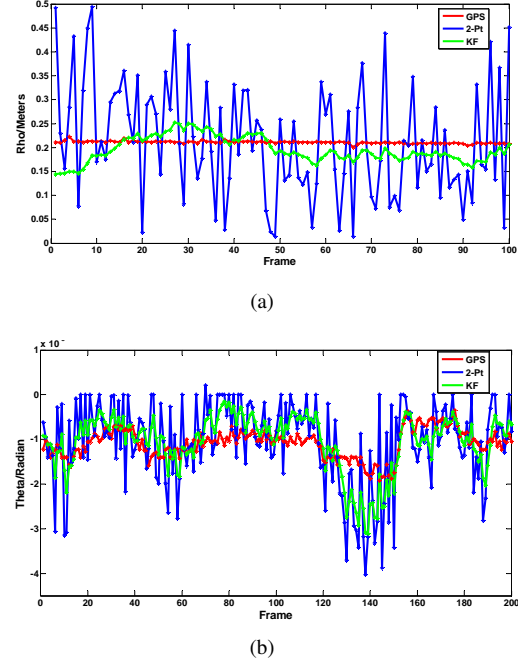 0.5
0.45
0.4
0.35
0.3
0.25
0.2
0.15
0.1
0.05
0
Rho/Meters
GPS
2-Pt
KF
0 10 20 30 40 50 60 70 80 90 100
Frame
(a)
x 10⁻
1
0
-1
-2
-3
-4
Theta/Radian
GPS
2-Pt
KF
0 20 40 60 80 100 120 140 160 180 200
Frame
(b)